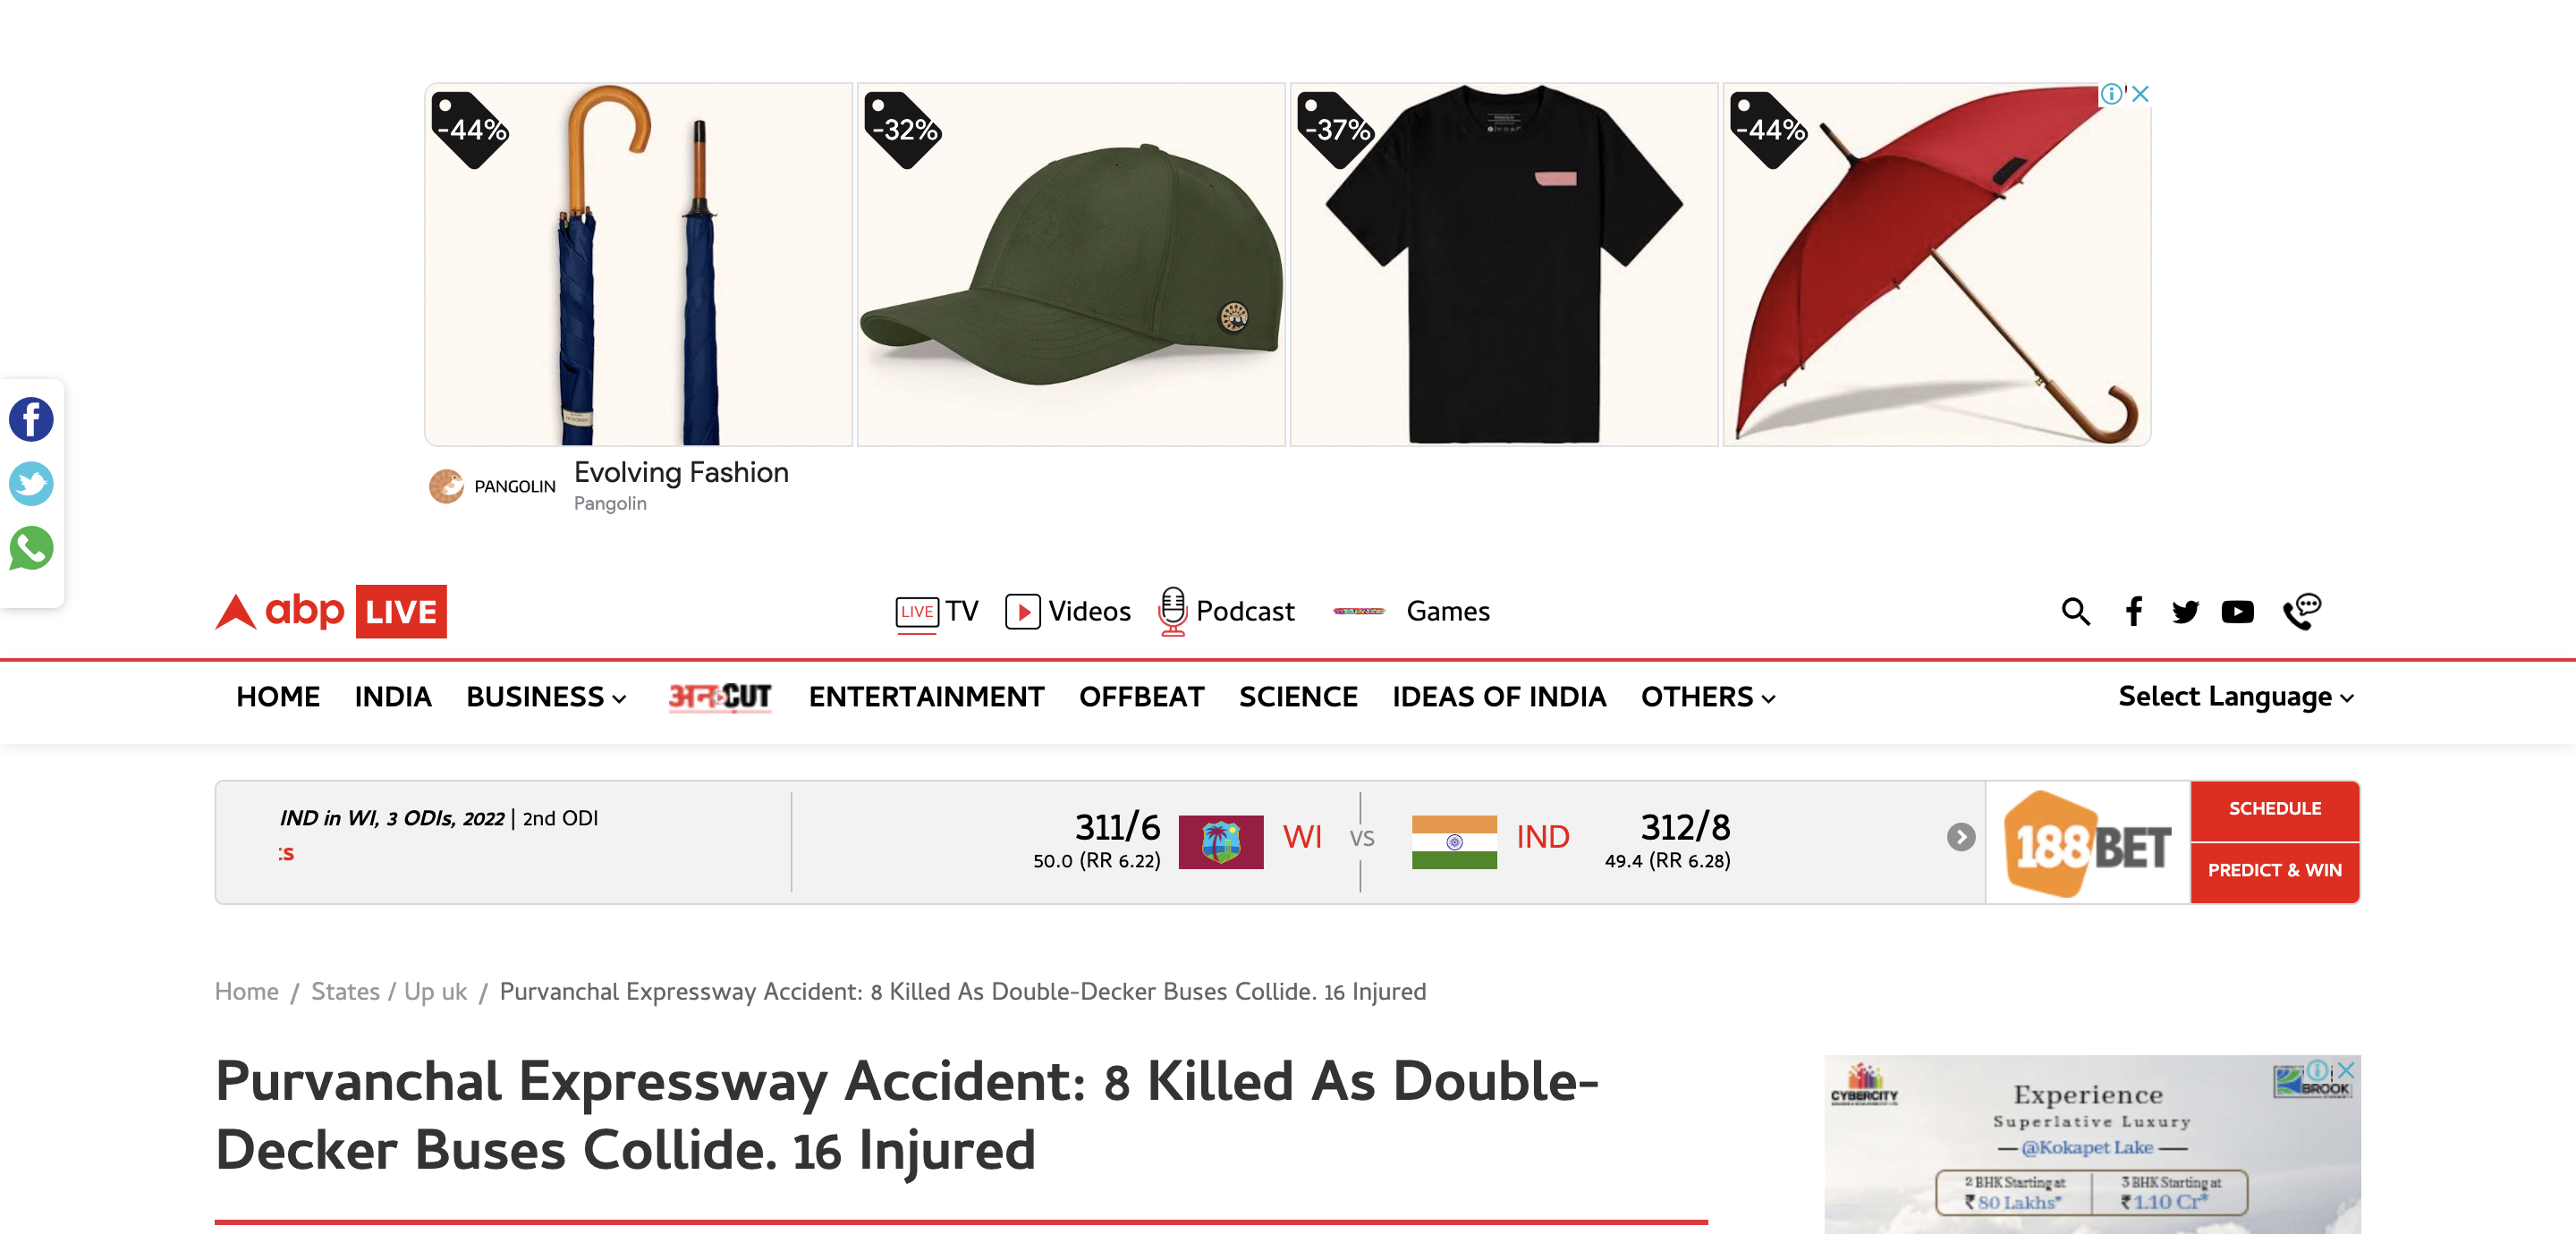 -44%
-32%
-37%
-44%
PANGOLIN
Evolving Fashion
Pangolin
abp LIVE
LIVE TV
Videos
Podcast
Games
HOME
INDIA
BUSINESS
अनCUT
ENTERTAINMENT
OFFBEAT
SCIENCE
IDEAS OF INDIA
OTHERS
Select Language
IND in WI, 3 ODIs, 2022 | 2nd ODI
ts
311/6
50.0 (RR 6.22)
WI
VS
IND
312/8
49.4 (RR 6.28)
188BET
SCHEDULE
PREDICT & WIN
Home / States / Up uk / Purvanchal Expressway Accident: 8 Killed As Double-Decker Buses Collide. 16 Injured
Purvanchal Expressway Accident: 8 Killed As Double-
Decker Buses Collide. 16 Injured
CYBERCITY
BROOK
Experience
Superlative Luxury
@Kokapet Lake
2 BHK Starting at
₹80 Lakhs*
3 BHK Starting at
₹1.10 Cr*